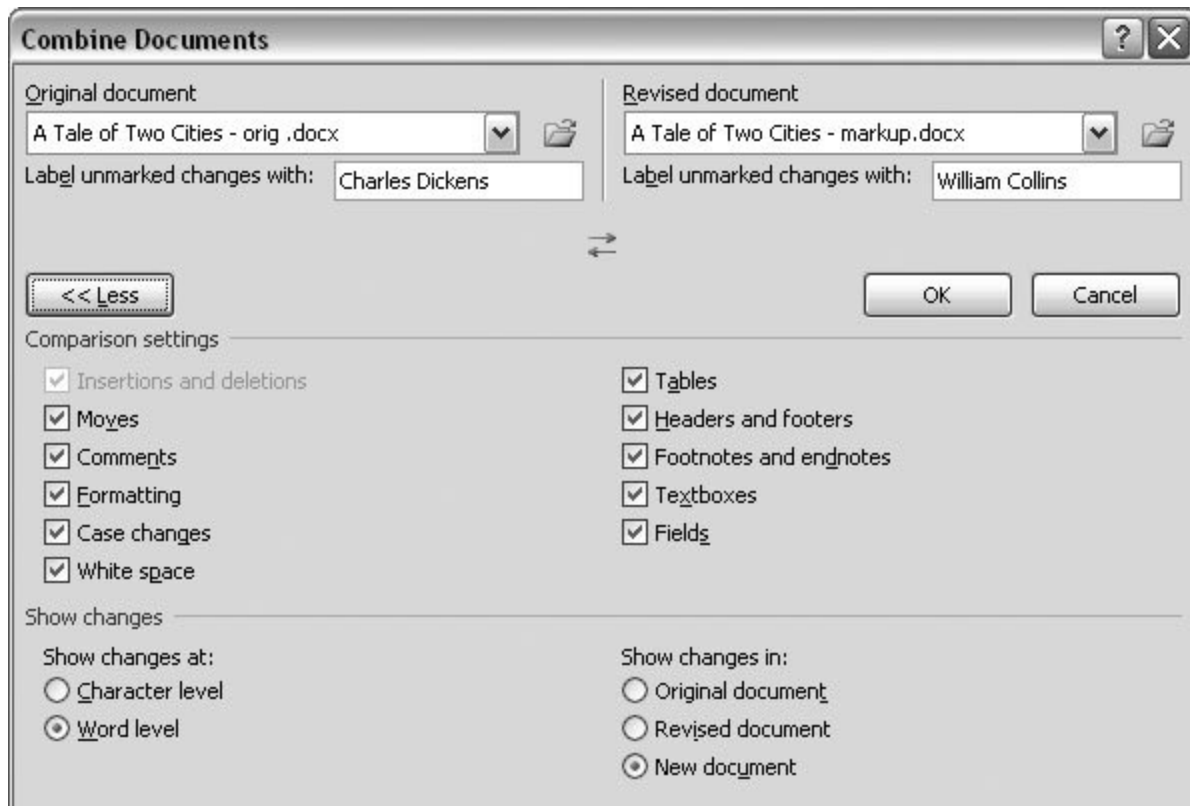 Combine Documents
Original document
Revised document
A Tale of Two Cities - orig .docx
A Tale of Two Cities - markup.docx
Label unmarked changes with: Charles Dickens
Label unmarked changes with: William Collins
<< Less
OK
Cancel
Comparison settings
Insertions and deletions
Moves
Comments
Formatting
Case changes
White space
Tables
Headers and footers
Footnotes and endnotes
Textboxes
Fields
Show changes
Show changes at:
Character level
Word level
Show changes in:
Original document
Revised document
New document